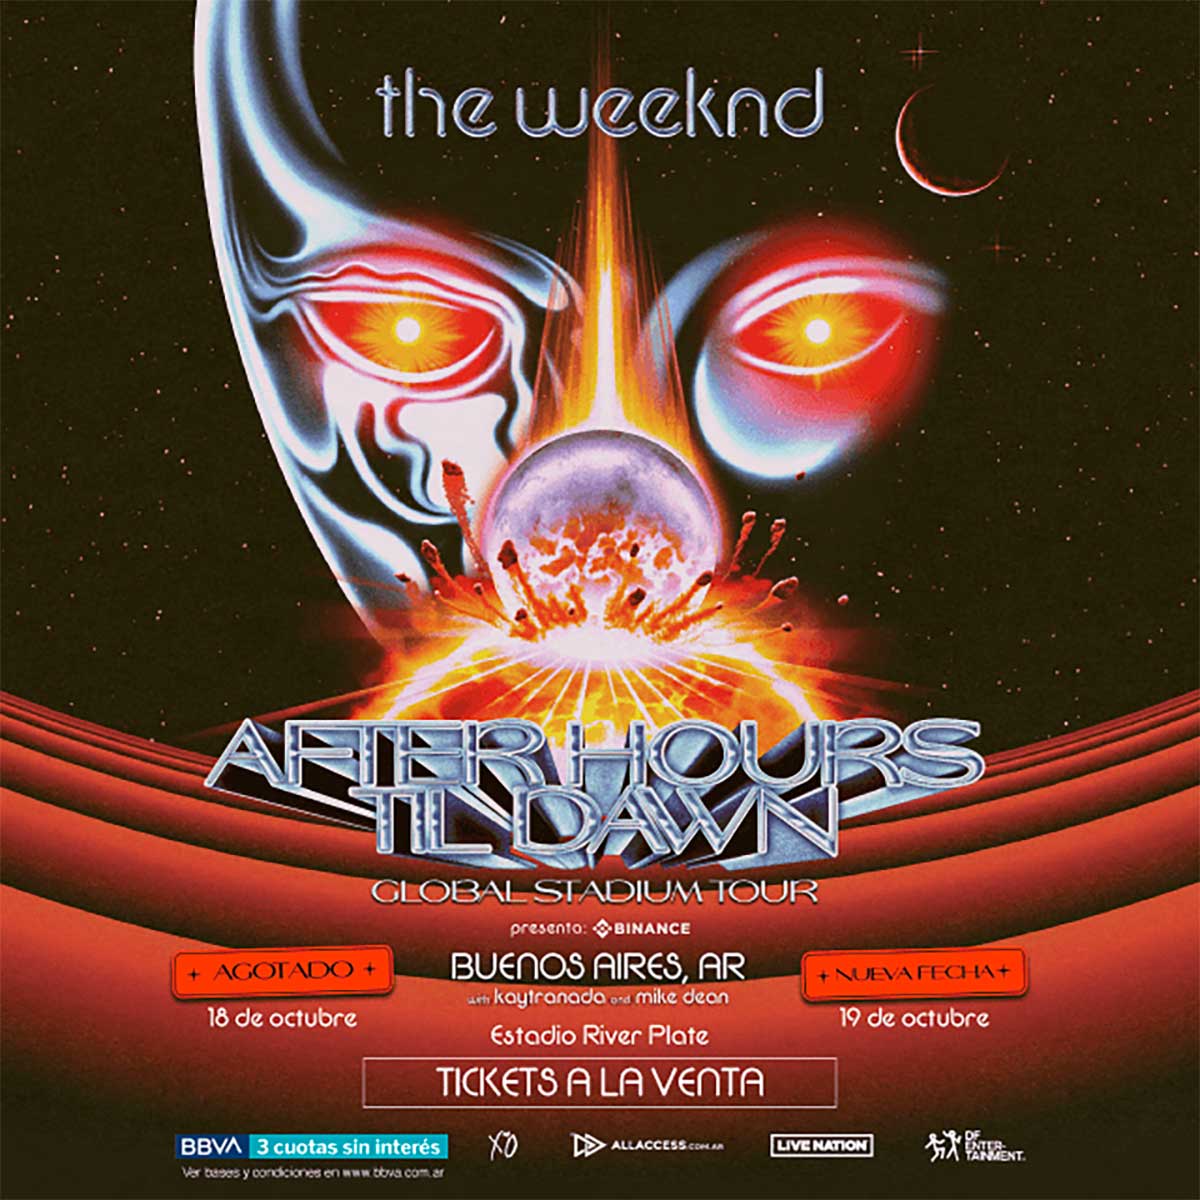 the weeknd
AFTER HOURS
TIL DAWN
GLOBAL STADIUM TOUR
presenta: BINANCE
AGOTADO
18 de octubre
BUENOS AIRES, AR
with kaytranada and mike dean
Estadio River Plate
NUEVA FECHA
19 de octubre
TICKETS A LA VENTA
BBVA 3 cuotas sin interés
Ver bases y condiciones en www.bbva.com.ar
XO
ALLACCESS.COM.AR
LIVE NATION
DF
ENTER-
TAINMENT.